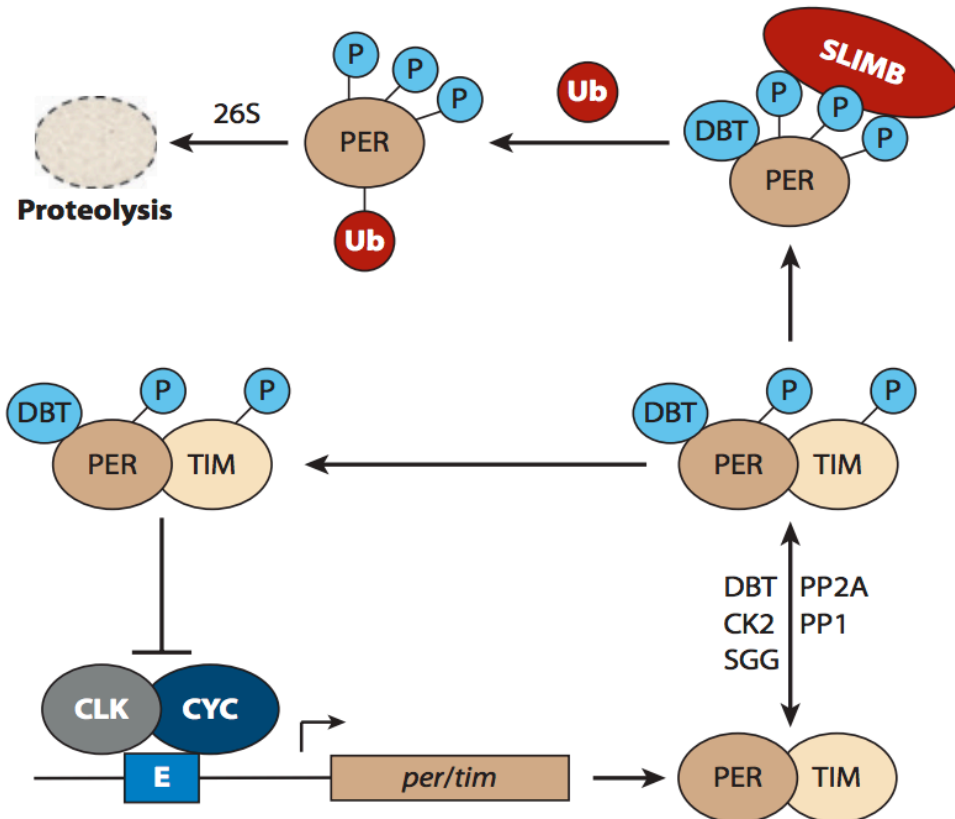 P
P
P
26S
PER
Ub
Proteolysis
Ub
SLIMB
P
P
P
DBT
PER
DBT
P
P
PER
TIM
DBT
P
P
PER
TIM
DBT PP2A
CK2 PP1
SGG
CLK
CYC
E
per/tim
PER
TIM